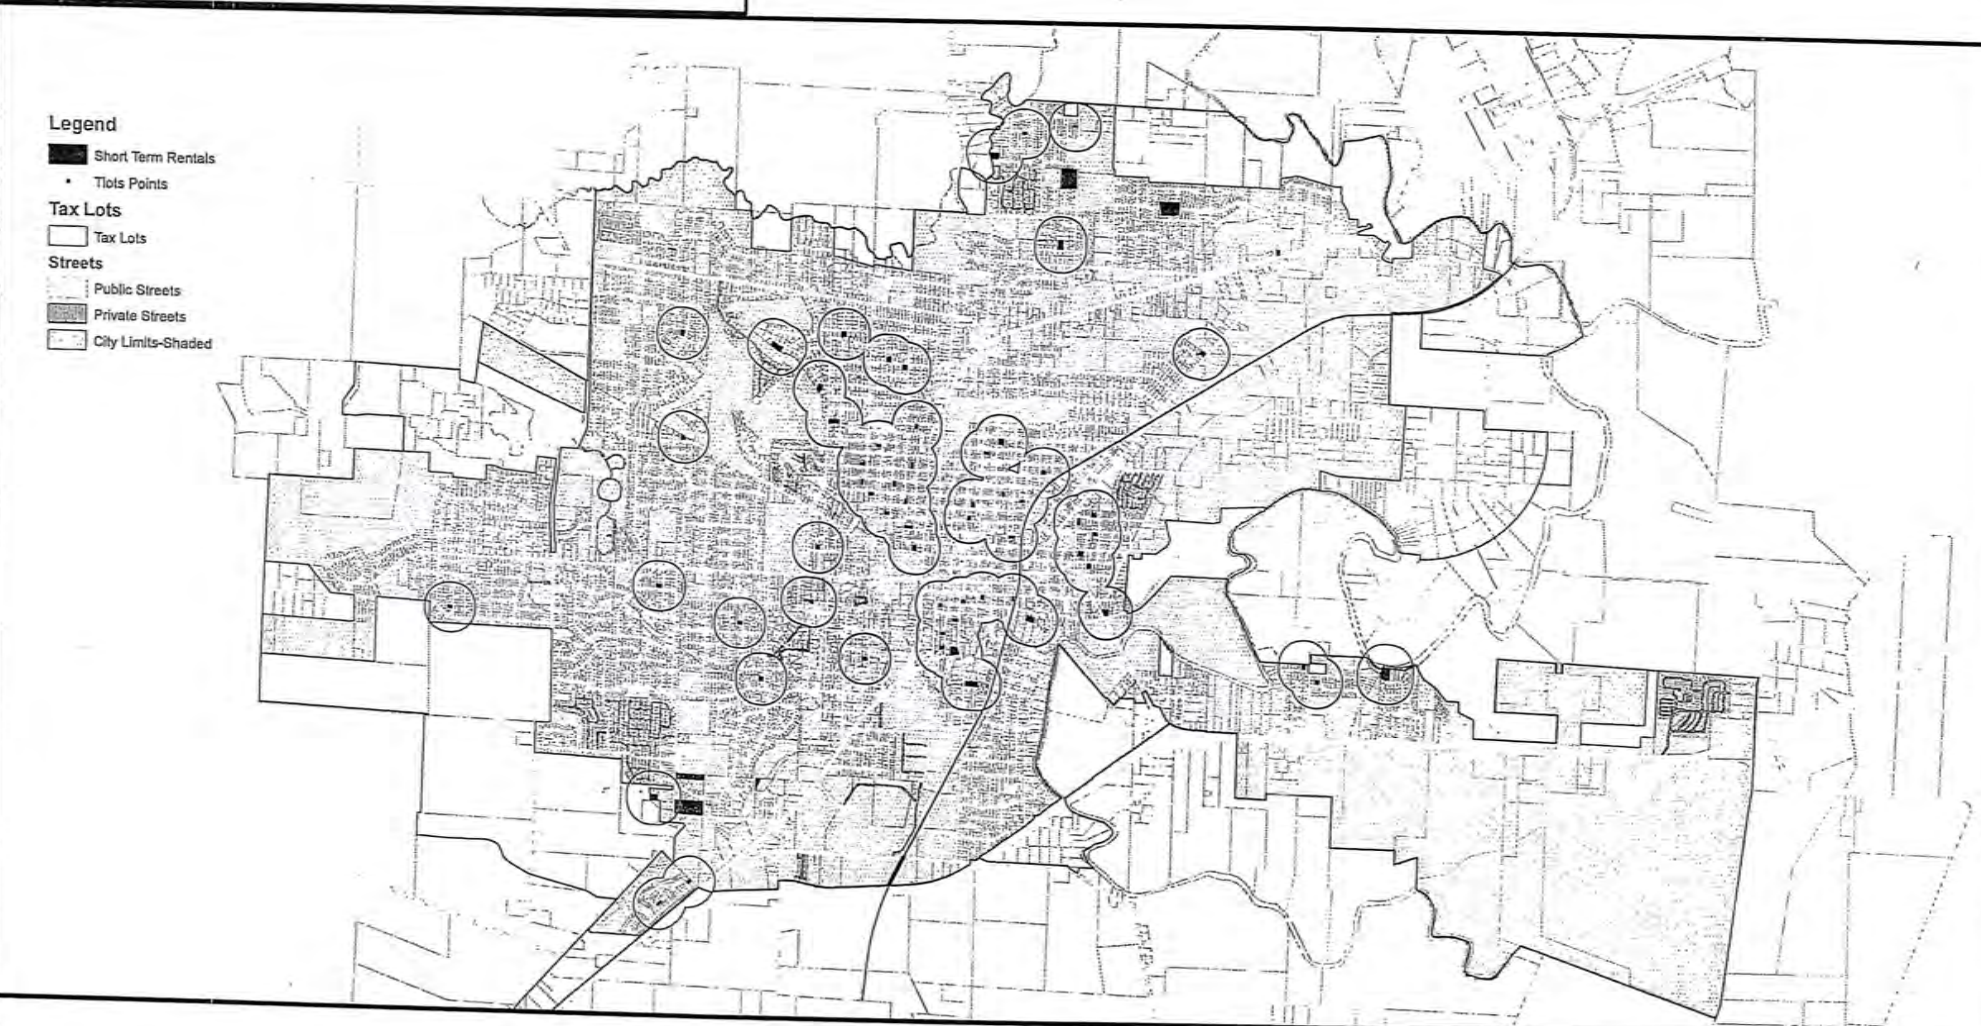 Legend
Short Term Rentals
Tlots Points
Tax Lots
Tax Lots
Streets
Public Streets
Private Streets
City Limits-Shaded